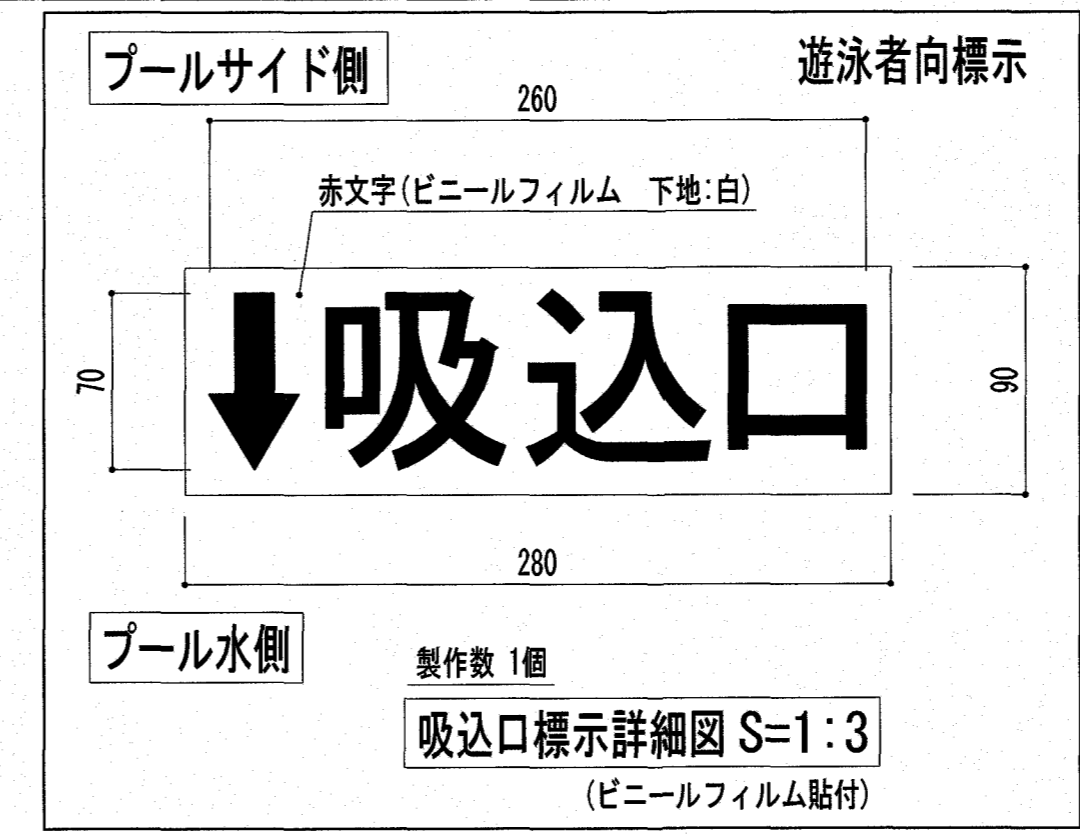 プールサイド側
遊泳者向標示
260
赤文字(ビニールフィルム 下地:白)
70
↓吸込口
90
280
プール水側
製作数 1個
吸込口標示詳細図 S=1:3
(ビニールフィルム貼付)